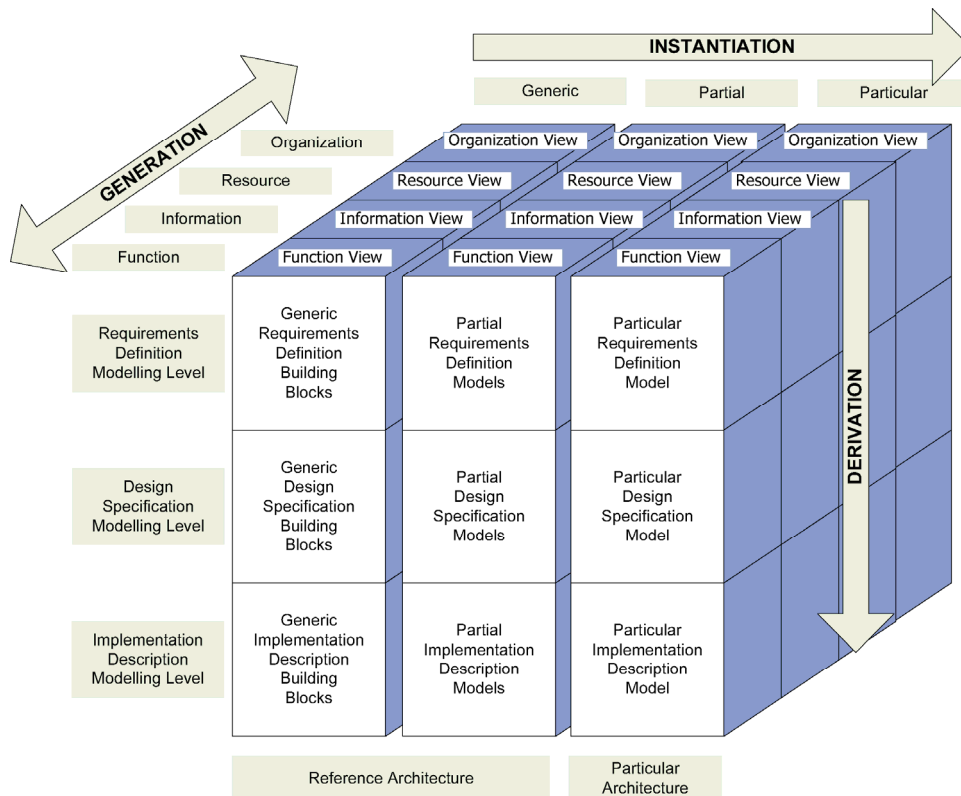 INSTANTIATION
Generic
Partial
Particular
GENERATION
Organization
Resource
Information
Function
Organization View
Organization View
Organization View
Resource View
Resource View
Resource View
Information View
Information View
Information View
Function View
Function View
Function View
Requirements
Definition
Modelling Level
Generic
Requirements
Definition
Building
Blocks
Partial
Requirements
Definition
Models
Particular
Requirements
Definition
Model
DERIVATION
Design
Specification
Modelling Level
Generic
Design
Specification
Building
Blocks
Partial
Design
Specification
Models
Particular
Design
Specification
Model
Implementation
Description
Modelling Level
Generic
Implementation
Description
Building
Blocks
Partial
Implementation
Description
Models
Particular
Implementation
Description
Model
Reference Architecture
Particular
Architecture